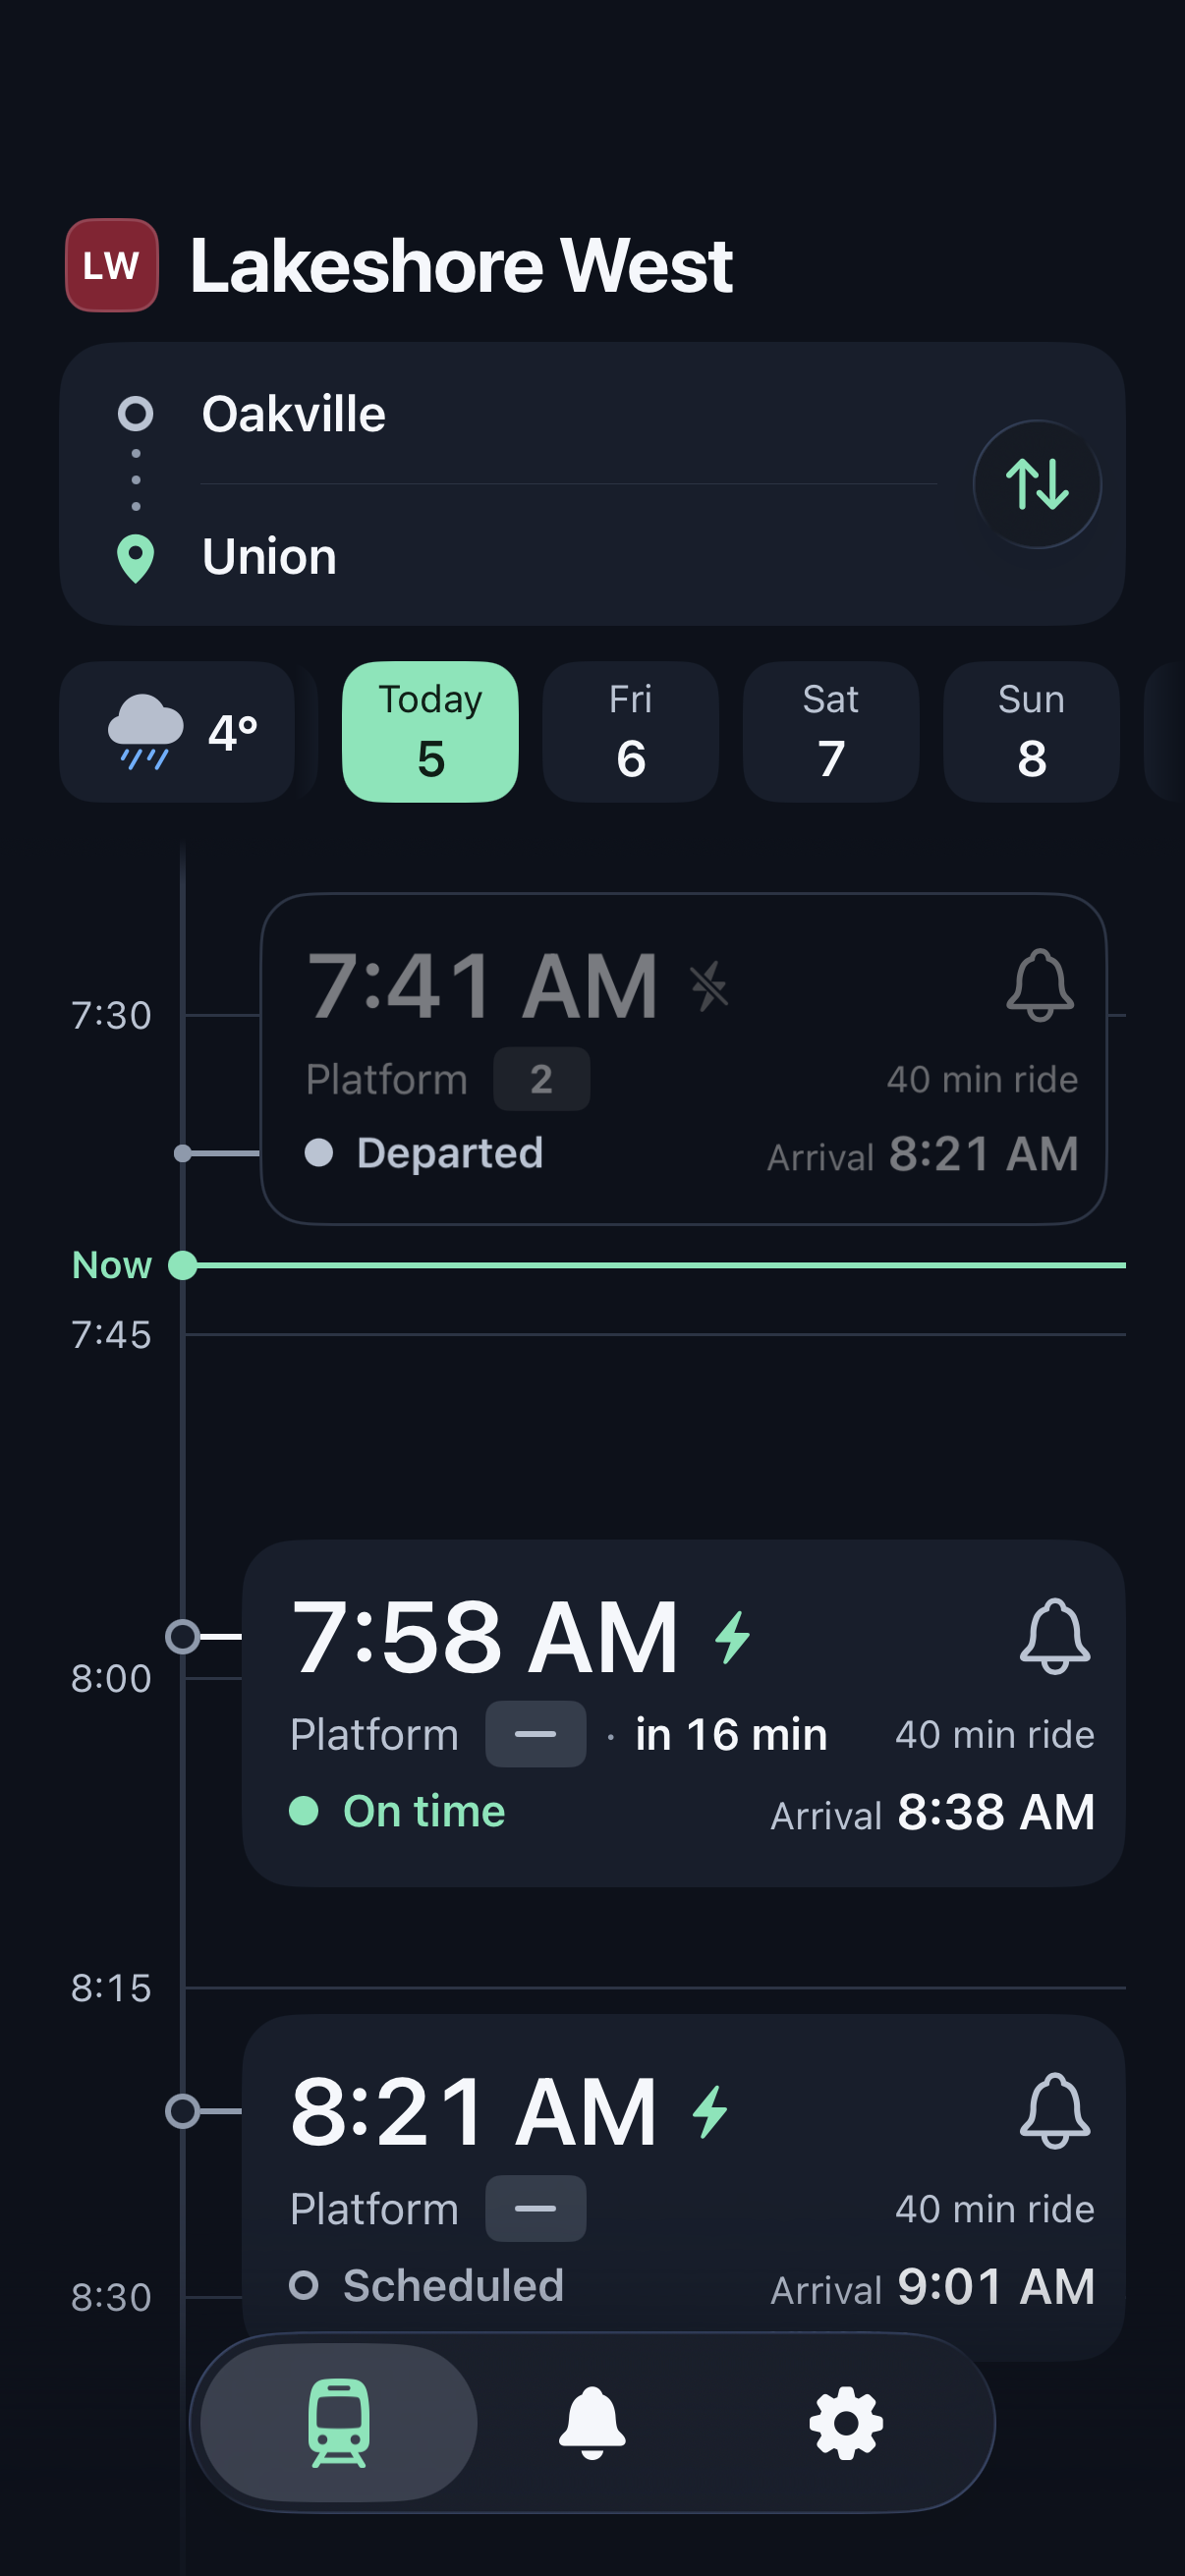 LW Lakeshore West
Oakville
Union
4°
Today
5
Fri
6
Sat
7
Sun
8
7:41 AM
7:30
Platform 2 40 min ride
Departed Arrival 8:21 AM
Now
7:45
7:58 AM
8:00
Platform — · in 16 min 40 min ride
On time Arrival 8:38 AM
8:15
8:21 AM
Platform — 40 min ride
8:30 Scheduled Arrival 9:01 AM